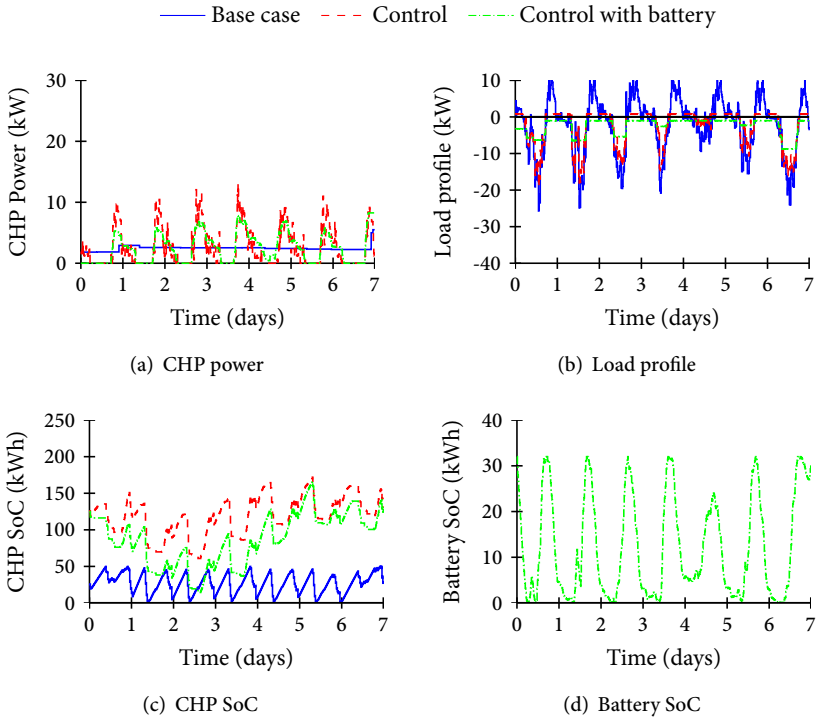 Base case Control Control with battery
CHP Power (kW)
30
20
10
0
0 1 2 3 4 5 6 7
Time (days)
(a) CHP power
Load profile (kW)
10
0
-10
-20
-30
-40
0 1 2 3 4 5 6 7
Time (days)
(b) Load profile
CHP SoC (kWh)
250
200
150
100
50
0
0 1 2 3 4 5 6 7
Time (days)
(c) CHP SoC
Battery SoC (kWh)
40
30
20
10
0
0 1 2 3 4 5 6 7
Time (days)
(d) Battery SoC